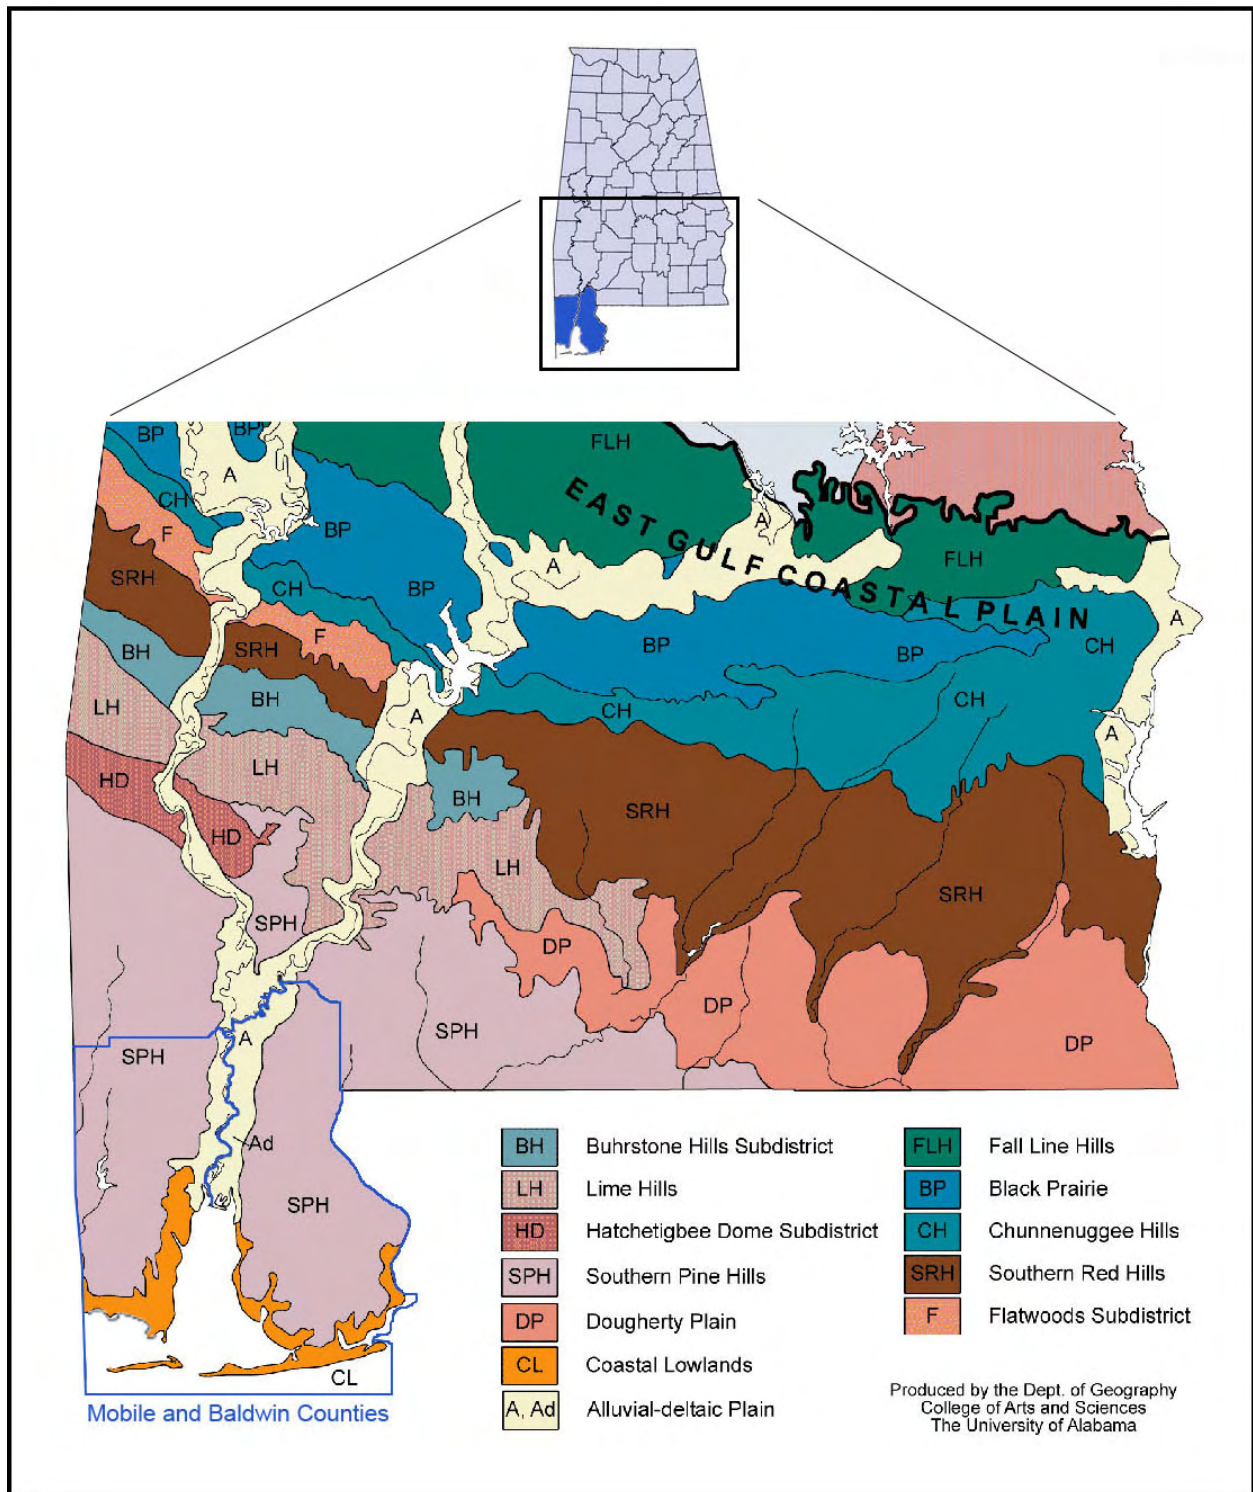 BP
BP
FLH
A
CH
BP
A
F
EAST GULF COASTAL PLAIN
A
FLH
SRH
CH
BP
A
BH
F
SRH
BP
BP
CH
LH
BH
A
CH
CH
A
HD
LH
BH
SRH
HD
LH
SRH
SPH
DP
DP
SPH
DP
SPH
A
Ad
SPH
CL
Mobile and Baldwin Counties
BH Buhrstone Hills Subdistrict
LH Lime Hills
HD Hatchetigbee Dome Subdistrict
SPH Southern Pine Hills
DP Dougherty Plain
CL Coastal Lowlands
A, Ad Alluvial-deltaic Plain
FLH Fall Line Hills
BP Black Prairie
CH Chunnenuggee Hills
SRH Southern Red Hills
F Flatwoods Subdistrict
Produced by the Dept. of Geography
College of Arts and Sciences
The University of Alabama